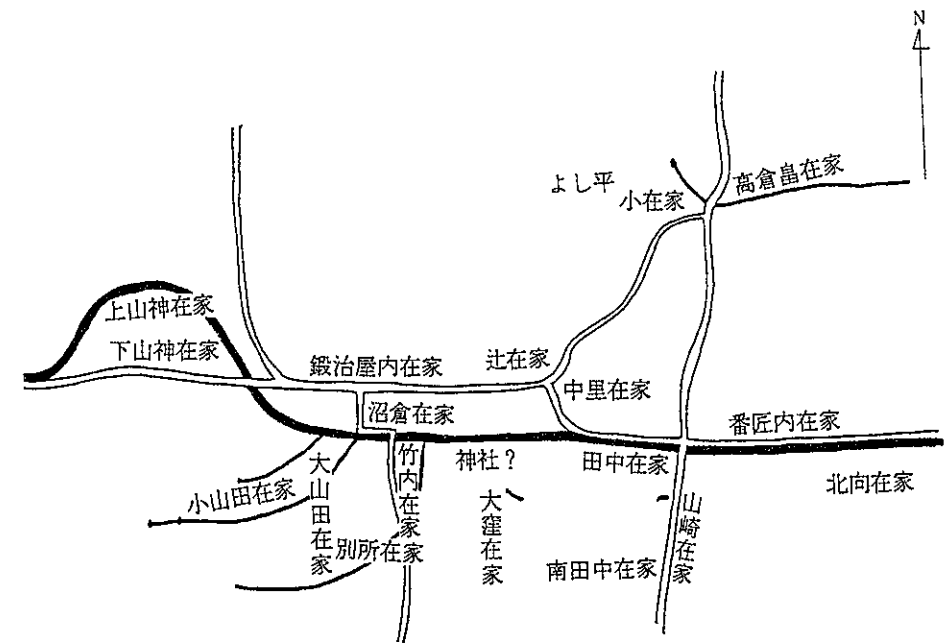 N
よし平
小在家
高倉畠在家
上山神在家
下山神在家
鍛治屋内在家
辻在家
中里在家
沼倉在家
番匠内在家
神社?
田中在家
北向在家
小山田在家
大山田在家
竹内在家
別所在家
大窪在家
南田中在家
山崎在家